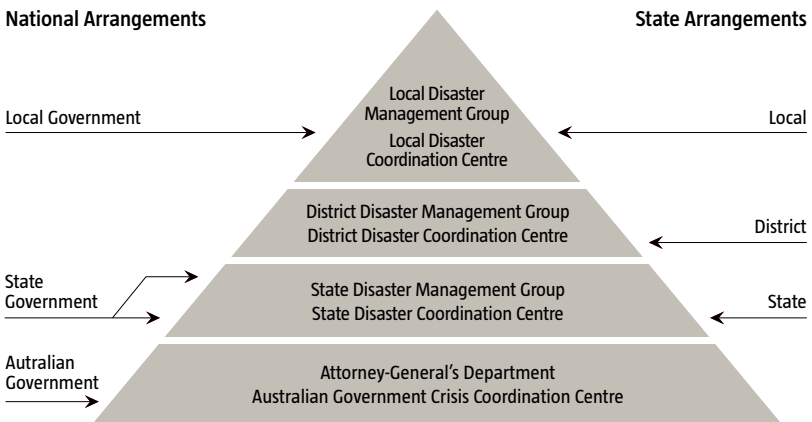 National Arrangements
State Arrangements
Local Disaster
Management Group
Local Disaster
Coordination Centre
Local Government
Local
District Disaster Management Group
District Disaster Coordination Centre
District
State
Government
State Disaster Management Group
State Disaster Coordination Centre
State
Autralian
Government
Attorney-General’s Department
Australian Government Crisis Coordination Centre